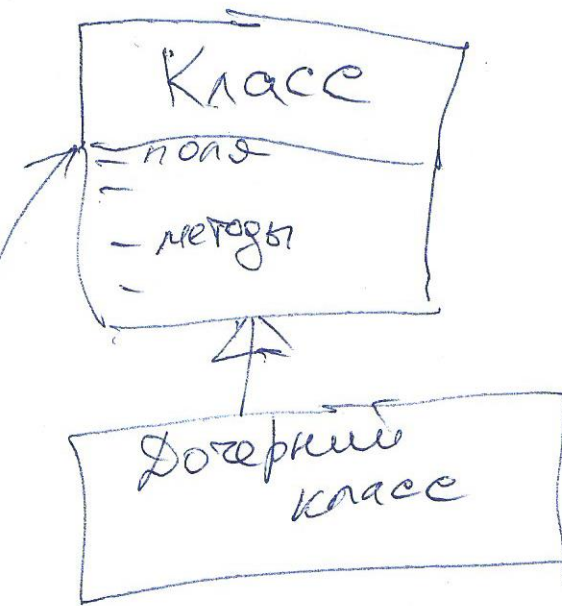 Класс
- поля
-
- методы
-
Дочерний
класс